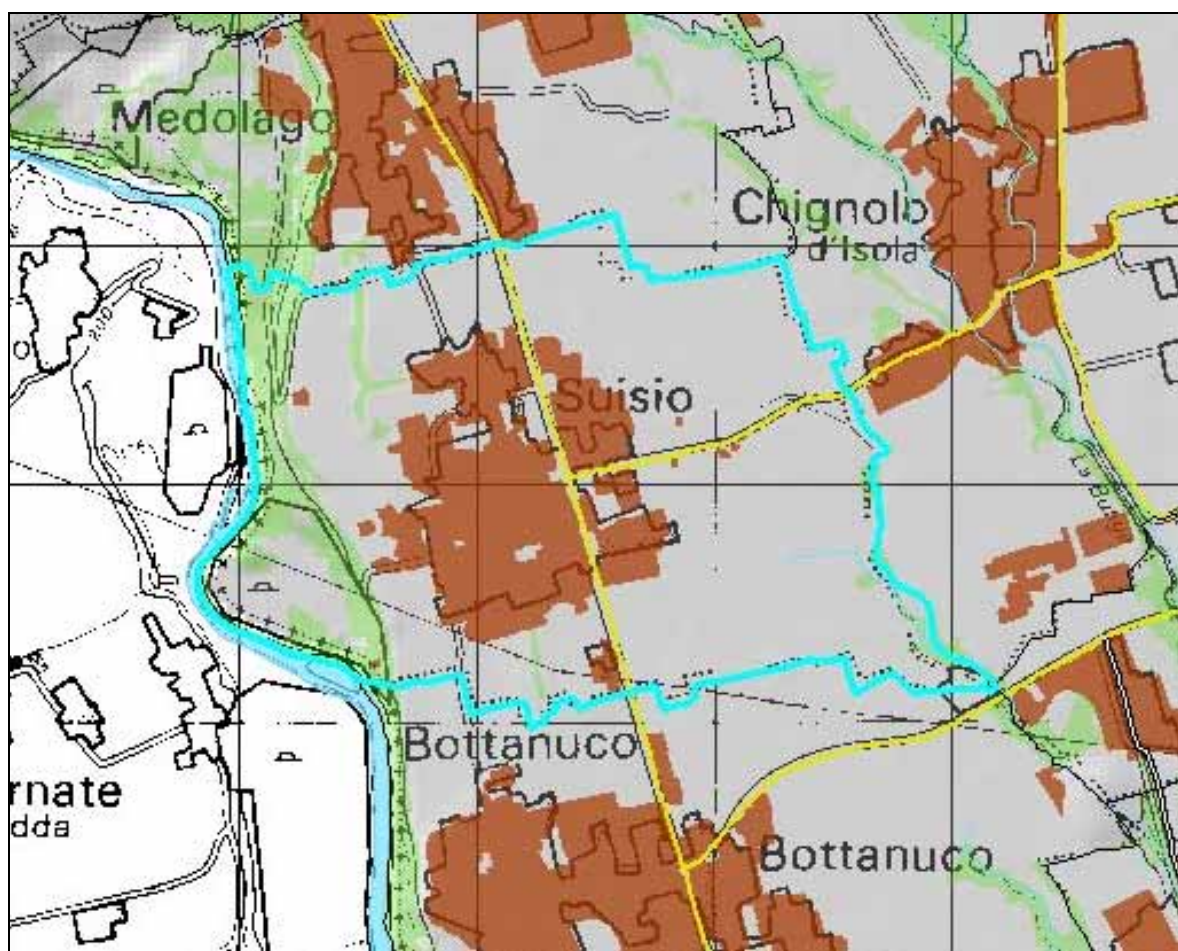 Medolago
Chignolo
d'Isola
Suisio
Bottanuco
rnate
dda
Bottanuco